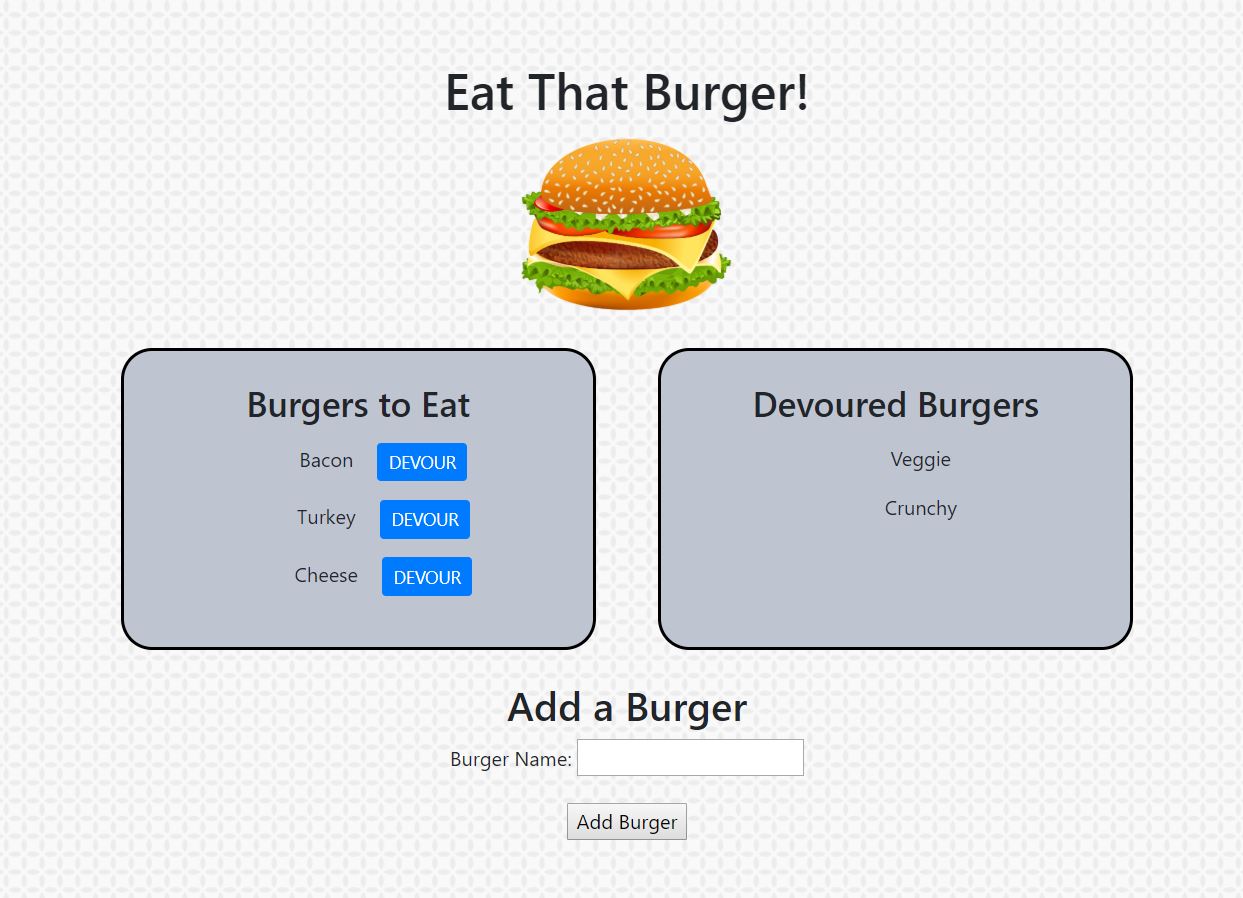 Eat That Burger!
Burgers to Eat
Bacon DEVOUR
Turkey DEVOUR
Cheese DEVOUR
Devoured Burgers
Veggie
Crunchy
Add a Burger
Burger Name:
Add Burger